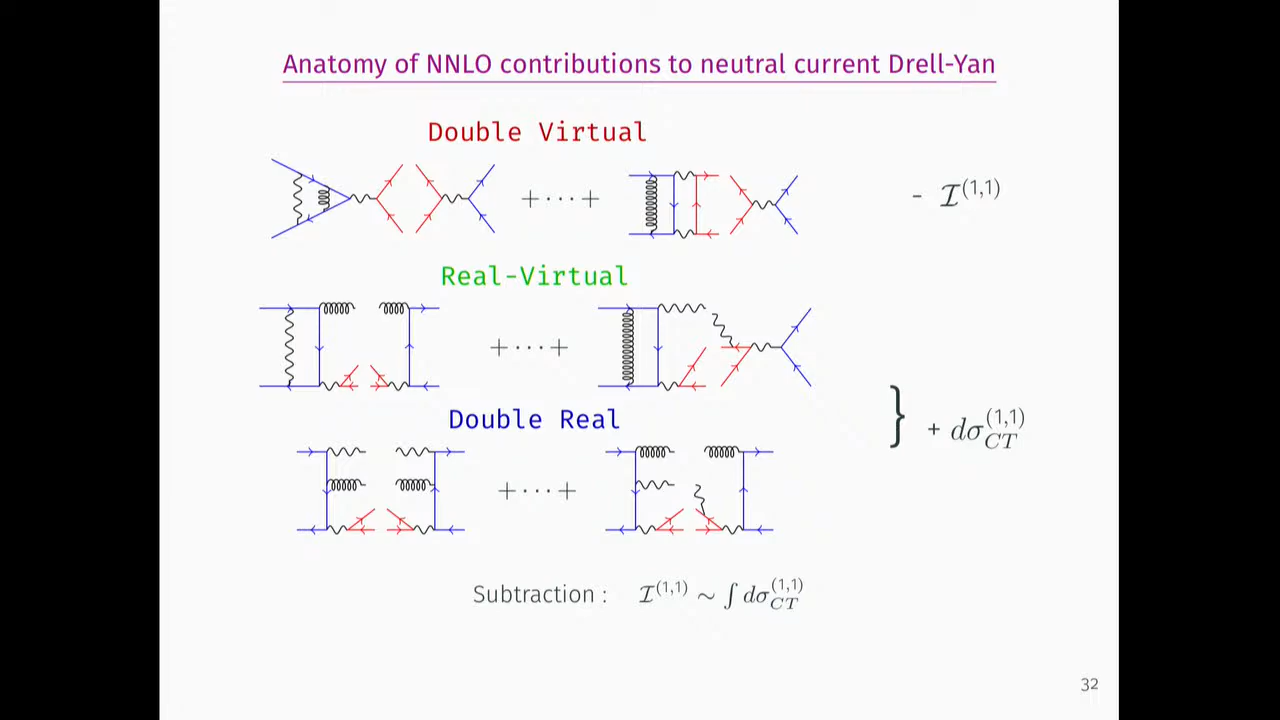 Anatomy of NNLO contributions to neutral current Drell-Yan
Double Virtual
+ · · · +
- 𝓘^(1,1)
Real-Virtual
+ · · · +
Double Real
} + dσ_CT^(1,1)
+ · · · +
Subtraction : 𝓘^(1,1) ∼ ∫ dσ_CT^(1,1)
32